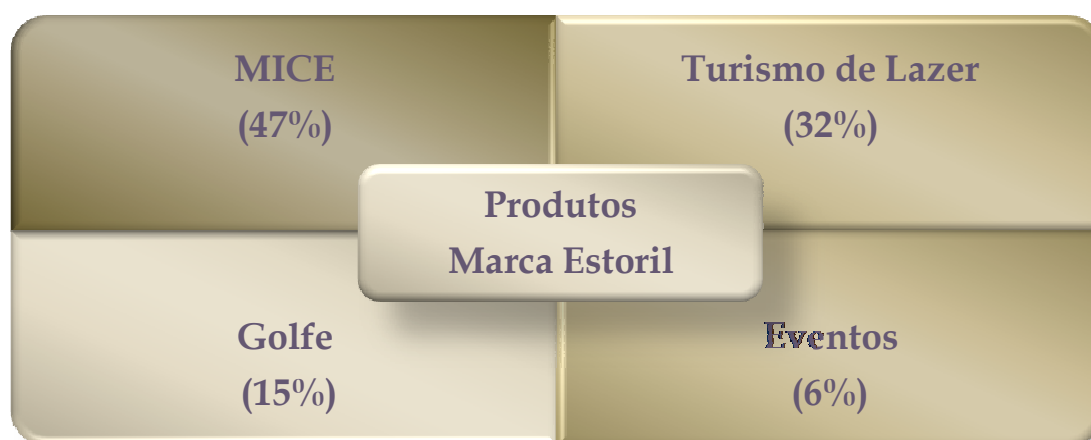 MICE
(47%)
Turismo de Lazer
(32%)
Produtos
Marca Estoril
Golfe
(15%)
Eventos
(6%)